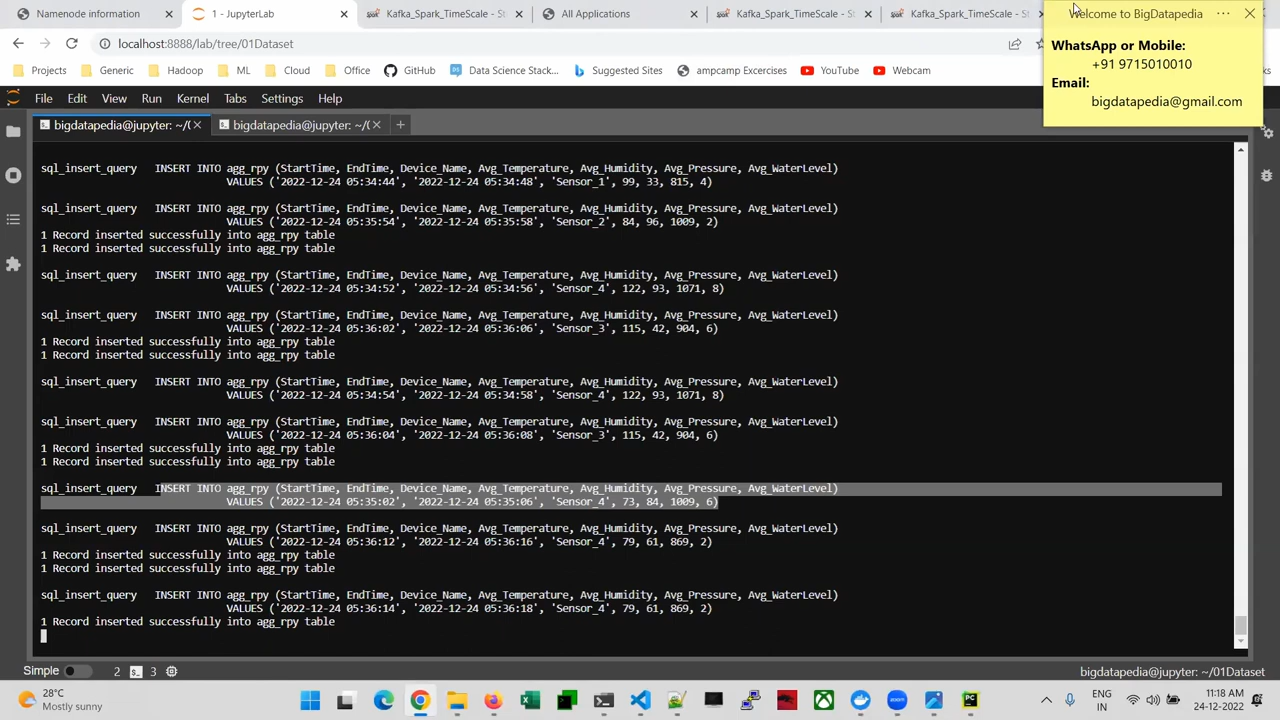 Namenode information
1 - JupyterLab
Kafka_Spark_TimeScale - St
All Applications
Kafka_Spark_TimeScale - St
Kafka_Spark_TimeScale - St
Welcome to BigDatapedia
localhost:8888/lab/tree/01Dataset
WhatsApp or Mobile:
+91 9715010010
Email:
bigdatapedia@gmail.com
Projects Generic Hadoop ML Cloud Office GitHub Data Science Stack... Suggested Sites ampcamp Excercises YouTube Webcam
File Edit View Run Kernel Tabs Settings Help
bigdatapedia@jupyter: ~/(
bigdatapedia@jupyter: ~/(
sql_insert_query INSERT INTO agg_rpy (StartTime, EndTime, Device_Name, Avg_Temperature, Avg_Humidity, Avg_Pressure, Avg_WaterLevel)
VALUES ('2022-12-24 05:34:44', '2022-12-24 05:34:48', 'Sensor_1', 99, 33, 815, 4)
sql_insert_query INSERT INTO agg_rpy (StartTime, EndTime, Device_Name, Avg_Temperature, Avg_Humidity, Avg_Pressure, Avg_WaterLevel)
VALUES ('2022-12-24 05:35:54', '2022-12-24 05:35:58', 'Sensor_2', 84, 96, 1009, 2)
1 Record inserted successfully into agg_rpy table
1 Record inserted successfully into agg_rpy table
sql_insert_query INSERT INTO agg_rpy (StartTime, EndTime, Device_Name, Avg_Temperature, Avg_Humidity, Avg_Pressure, Avg_WaterLevel)
VALUES ('2022-12-24 05:34:52', '2022-12-24 05:34:56', 'Sensor_4', 122, 93, 1071, 8)
sql_insert_query INSERT INTO agg_rpy (StartTime, EndTime, Device_Name, Avg_Temperature, Avg_Humidity, Avg_Pressure, Avg_WaterLevel)
VALUES ('2022-12-24 05:36:02', '2022-12-24 05:36:06', 'Sensor_3', 115, 42, 904, 6)
1 Record inserted successfully into agg_rpy table
1 Record inserted successfully into agg_rpy table
sql_insert_query INSERT INTO agg_rpy (StartTime, EndTime, Device_Name, Avg_Temperature, Avg_Humidity, Avg_Pressure, Avg_WaterLevel)
VALUES ('2022-12-24 05:34:54', '2022-12-24 05:34:58', 'Sensor_4', 122, 93, 1071, 8)
sql_insert_query INSERT INTO agg_rpy (StartTime, EndTime, Device_Name, Avg_Temperature, Avg_Humidity, Avg_Pressure, Avg_WaterLevel)
VALUES ('2022-12-24 05:36:04', '2022-12-24 05:36:08', 'Sensor_3', 115, 42, 904, 6)
1 Record inserted successfully into agg_rpy table
1 Record inserted successfully into agg_rpy table
sql_insert_query INSERT INTO agg_rpy (StartTime, EndTime, Device_Name, Avg_Temperature, Avg_Humidity, Avg_Pressure, Avg_WaterLevel)
VALUES ('2022-12-24 05:35:02', '2022-12-24 05:35:06', 'Sensor_4', 73, 84, 1009, 6)
sql_insert_query INSERT INTO agg_rpy (StartTime, EndTime, Device_Name, Avg_Temperature, Avg_Humidity, Avg_Pressure, Avg_WaterLevel)
VALUES ('2022-12-24 05:36:12', '2022-12-24 05:36:16', 'Sensor_4', 79, 61, 869, 2)
1 Record inserted successfully into agg_rpy table
1 Record inserted successfully into agg_rpy table
sql_insert_query INSERT INTO agg_rpy (StartTime, EndTime, Device_Name, Avg_Temperature, Avg_Humidity, Avg_Pressure, Avg_WaterLevel)
VALUES ('2022-12-24 05:36:14', '2022-12-24 05:36:18', 'Sensor_4', 79, 61, 869, 2)
1 Record inserted successfully into agg_rpy table
Simple 2 3 bigdatapedia@jupyter: ~/01Dataset
28°C
Mostly sunny
ENG
IN
11:18 AM
24-12-2022